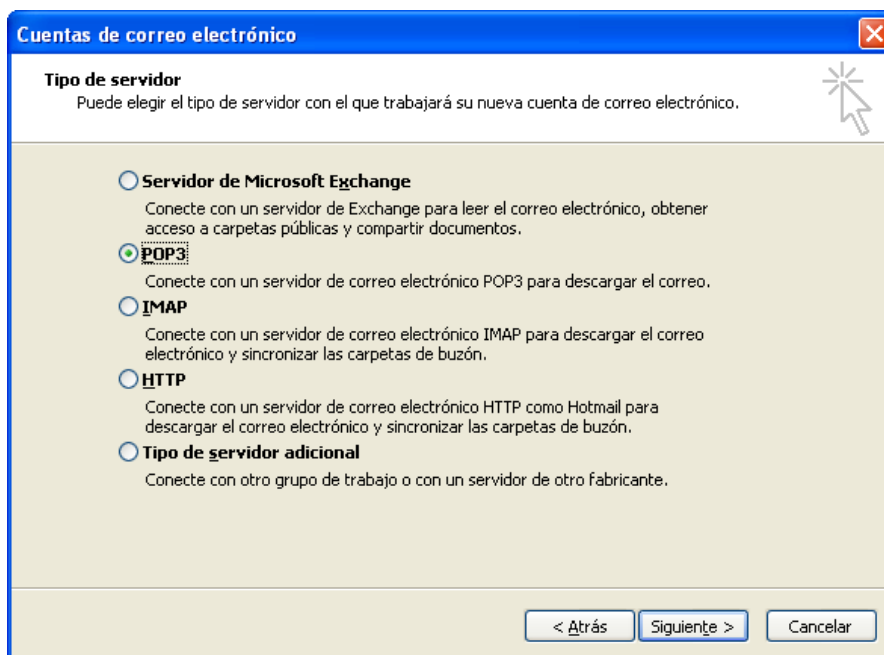 Cuentas de correo electrónico
Tipo de servidor
Puede elegir el tipo de servidor con el que trabajará su nueva cuenta de correo electrónico.
Servidor de Microsoft Exchange
Conecte con un servidor de Exchange para leer el correo electrónico, obtener
acceso a carpetas públicas y compartir documentos.
POP3
Conecte con un servidor de correo electrónico POP3 para descargar el correo.
IMAP
Conecte con un servidor de correo electrónico IMAP para descargar el correo
electrónico y sincronizar las carpetas de buzón.
HTTP
Conecte con un servidor de correo electrónico HTTP como Hotmail para
descargar el correo electrónico y sincronizar las carpetas de buzón.
Tipo de servidor adicional
Conecte con otro grupo de trabajo o con un servidor de otro fabricante.
< Atrás
Siguiente >
Cancelar